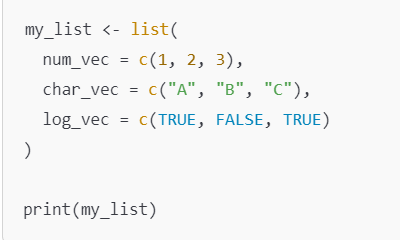 my_list <- list(
  num_vec = c(1, 2, 3),
  char_vec = c("A", "B", "C"),
  log_vec = c(TRUE, FALSE, TRUE)
)

print(my_list)